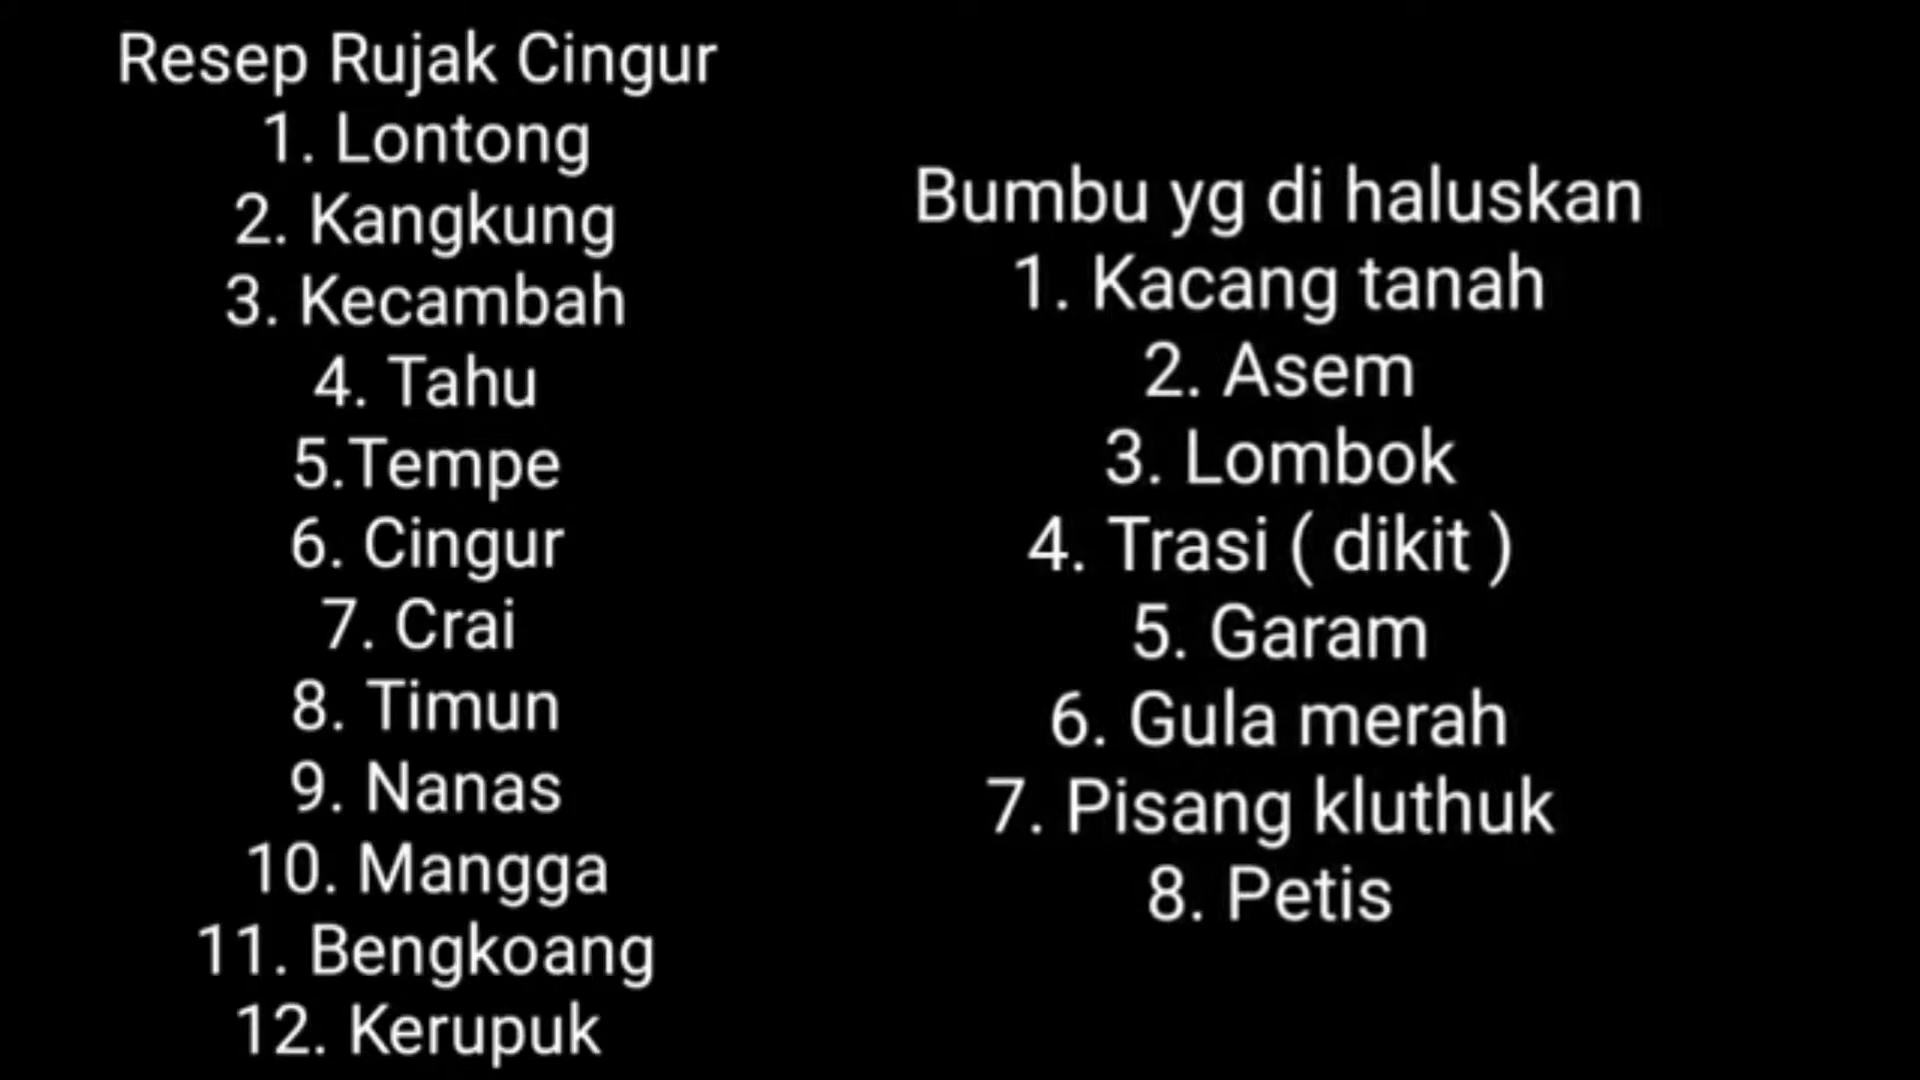 Resep Rujak Cingur
1. Lontong
2. Kangkung
3. Kecambah
4. Tahu
5.Tempe
6. Cingur
7. Crai
8. Timun
9. Nanas
10. Mangga
11. Bengkoang
12. Kerupuk
Bumbu yg di haluskan
1. Kacang tanah
2. Asem
3. Lombok
4. Trasi ( dikit )
5. Garam
6. Gula merah
7. Pisang kluthuk
8. Petis